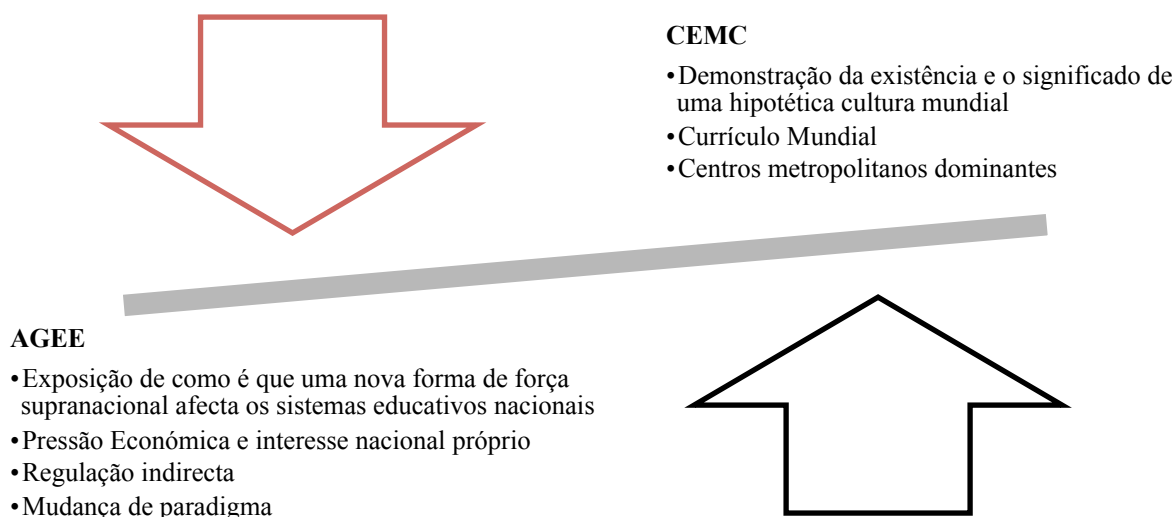 CEMC
•Demonstração da existência e o significado de
uma hipotética cultura mundial
•Currículo Mundial
•Centros metropolitanos dominantes
AGEE
•Exposição de como é que uma nova forma de força
supranacional afecta os sistemas educativos nacionais
•Pressão Económica e interesse nacional próprio
•Regulação indirecta
•Mudança de paradigma